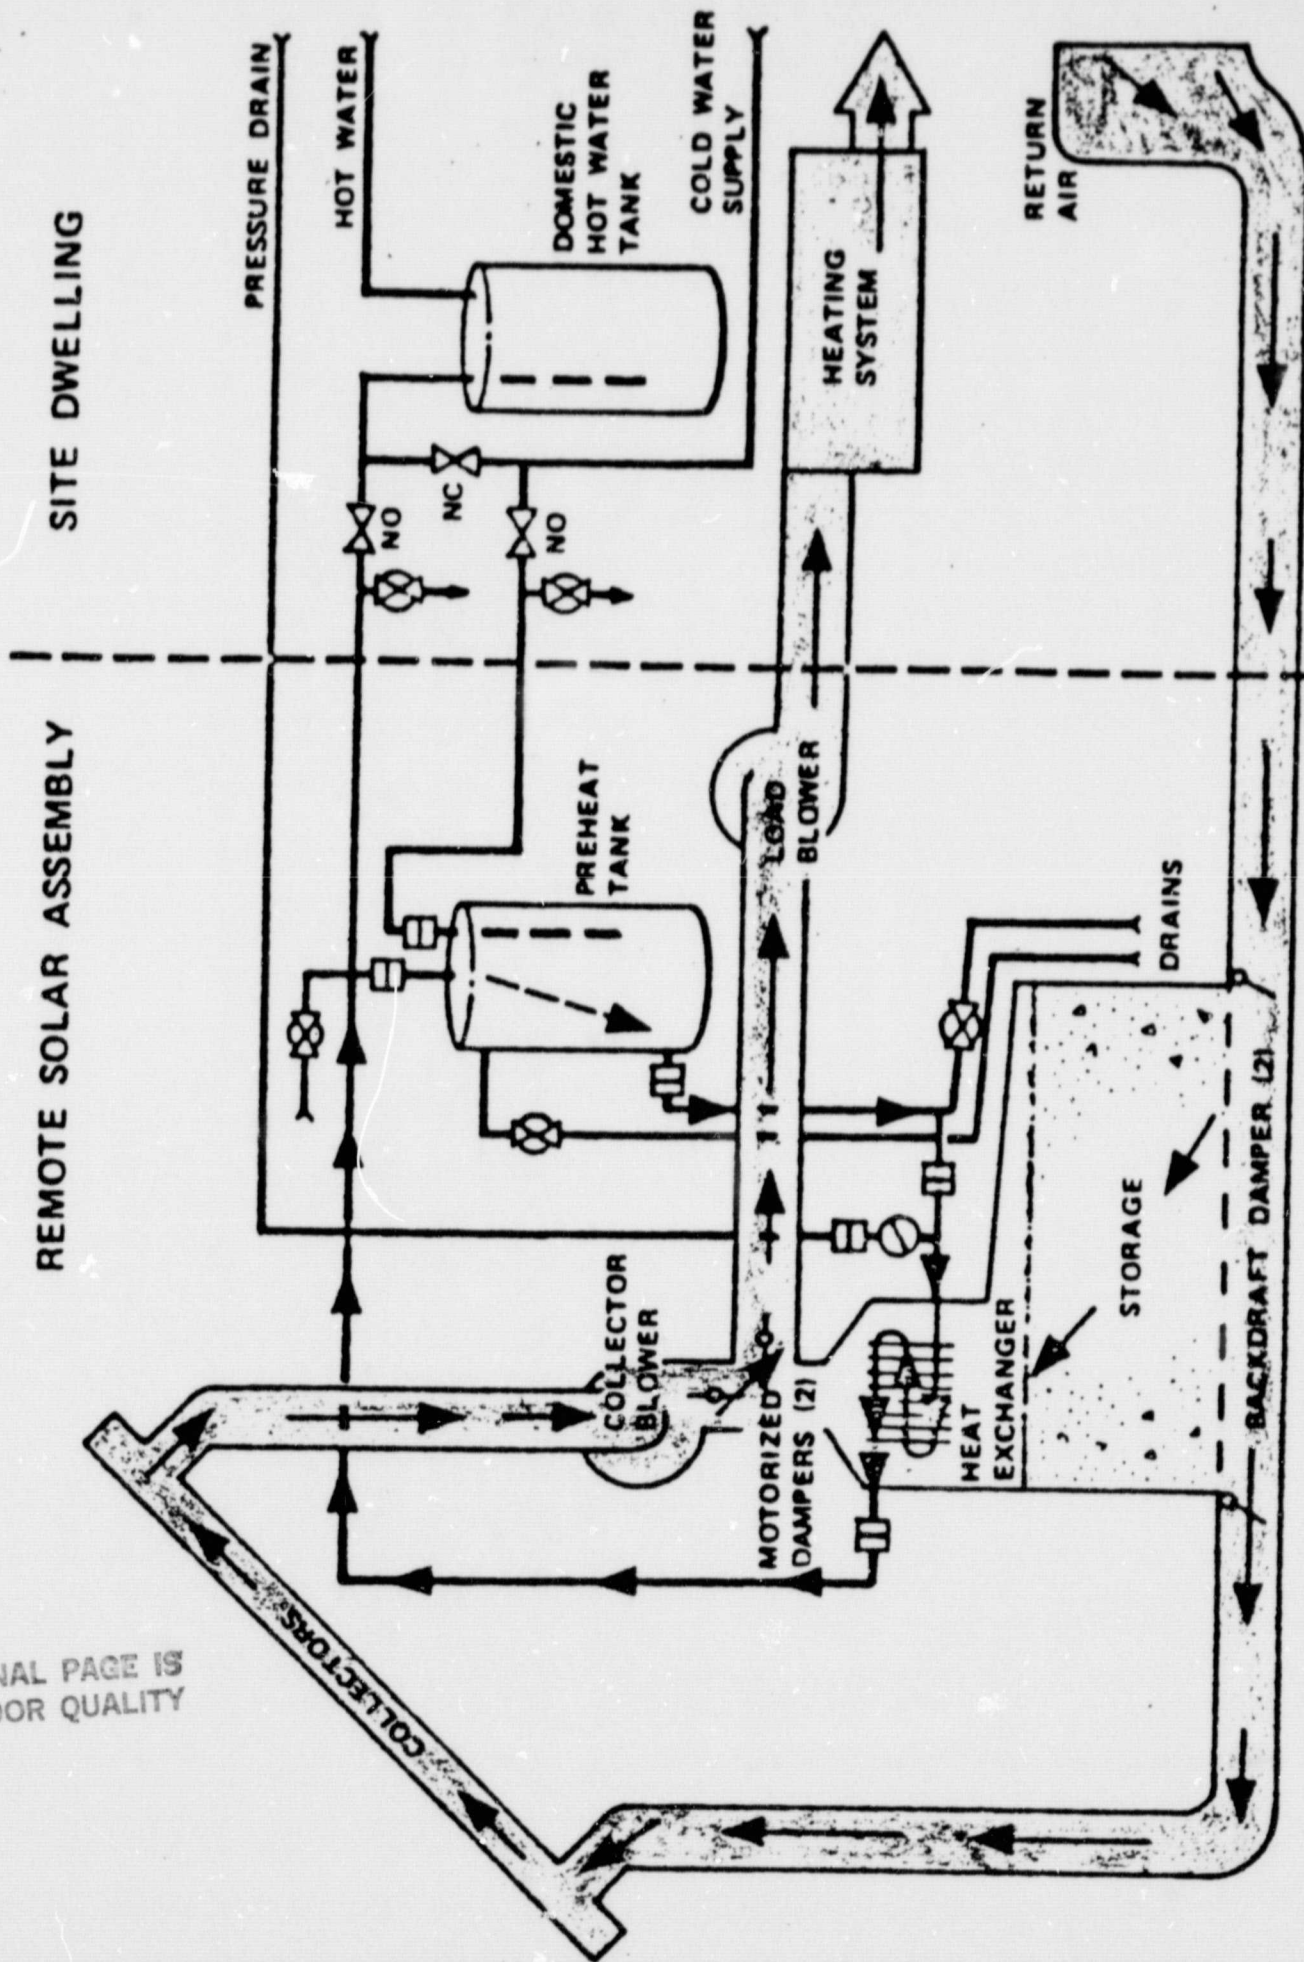 REMOTE SOLAR ASSEMBLY
SITE DWELLING
PRESSURE DRAIN
HOT WATER
DOMESTIC
HOT WATER
TANK
COLD WATER
SUPPLY
NO
NC
NO
PREHEAT
TANK
COLLECTORS
COLLECTOR
BLOWER
LOAD
BLOWER
HEATING
SYSTEM
MOTORIZED
DAMPERS (2)
HEAT
EXCHANGER
DRAINS
STORAGE
RETURN
AIR
BACKDRAFT DAMPER (2)
PAGE IS
QUALITY